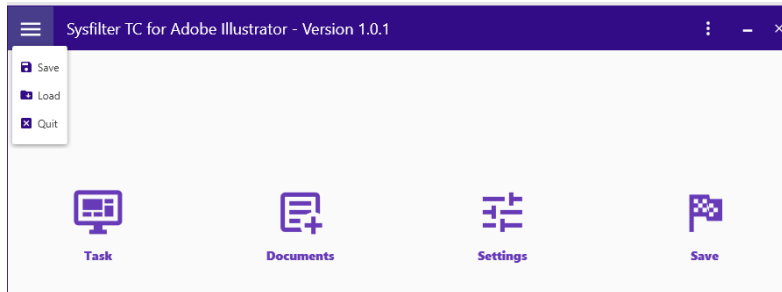 Sysfilter TC for Adobe Illustrator - Version 1.0.1
Save
Load
Quit
Task
Documents
Settings
Save